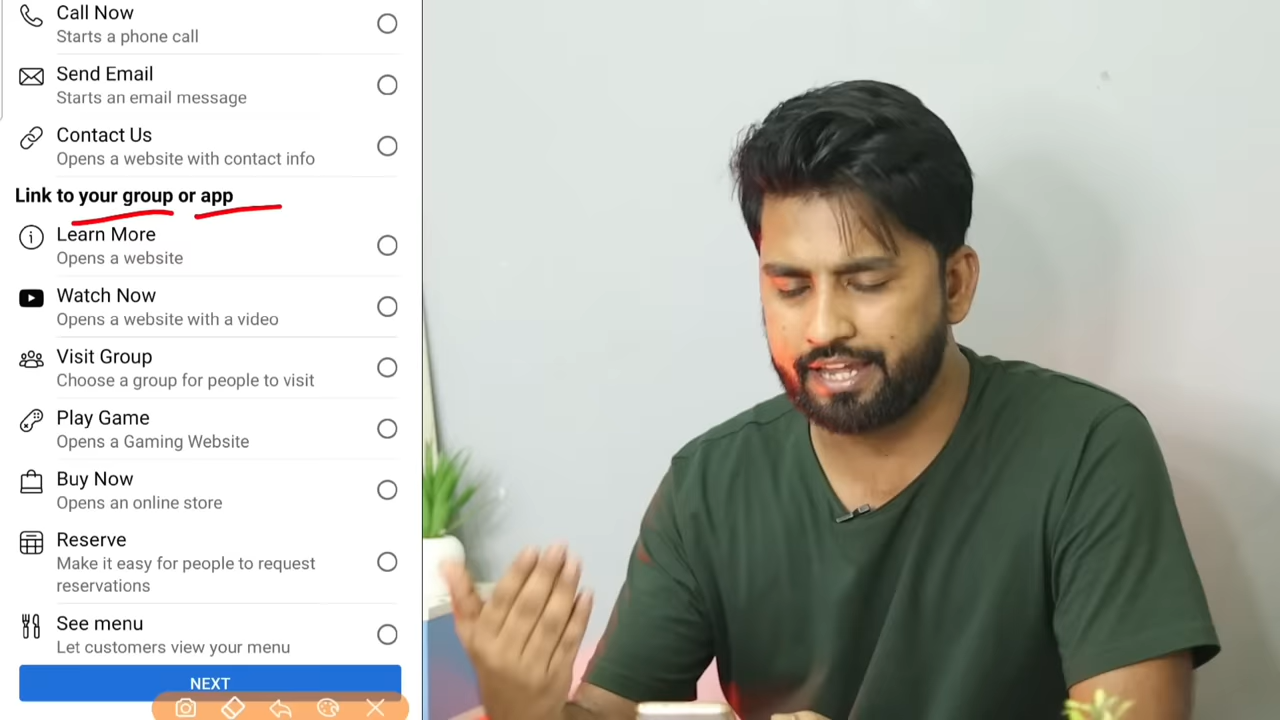 Call Now
Starts a phone call
Send Email
Starts an email message
Contact Us
Opens a website with contact info
Link to your group or app
Learn More
Opens a website
Watch Now
Opens a website with a video
Visit Group
Choose a group for people to visit
Play Game
Opens a Gaming Website
Buy Now
Opens an online store
Reserve
Make it easy for people to request
reservations
See menu
Let customers view your menu
NEXT